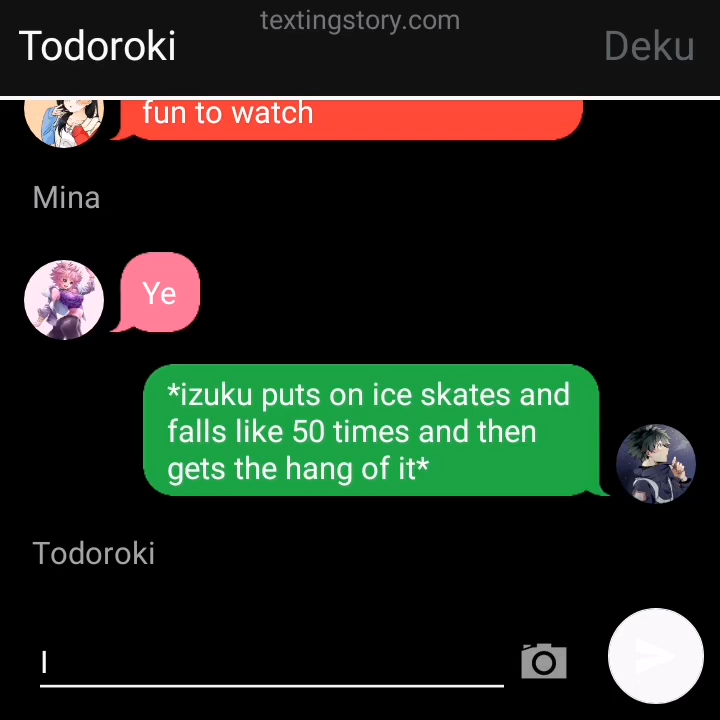 textingstory.com
Todoroki
Deku
fun to watch
Mina
Ye
*izuku puts on ice skates and
falls like 50 times and then
gets the hang of it*
Todoroki
I